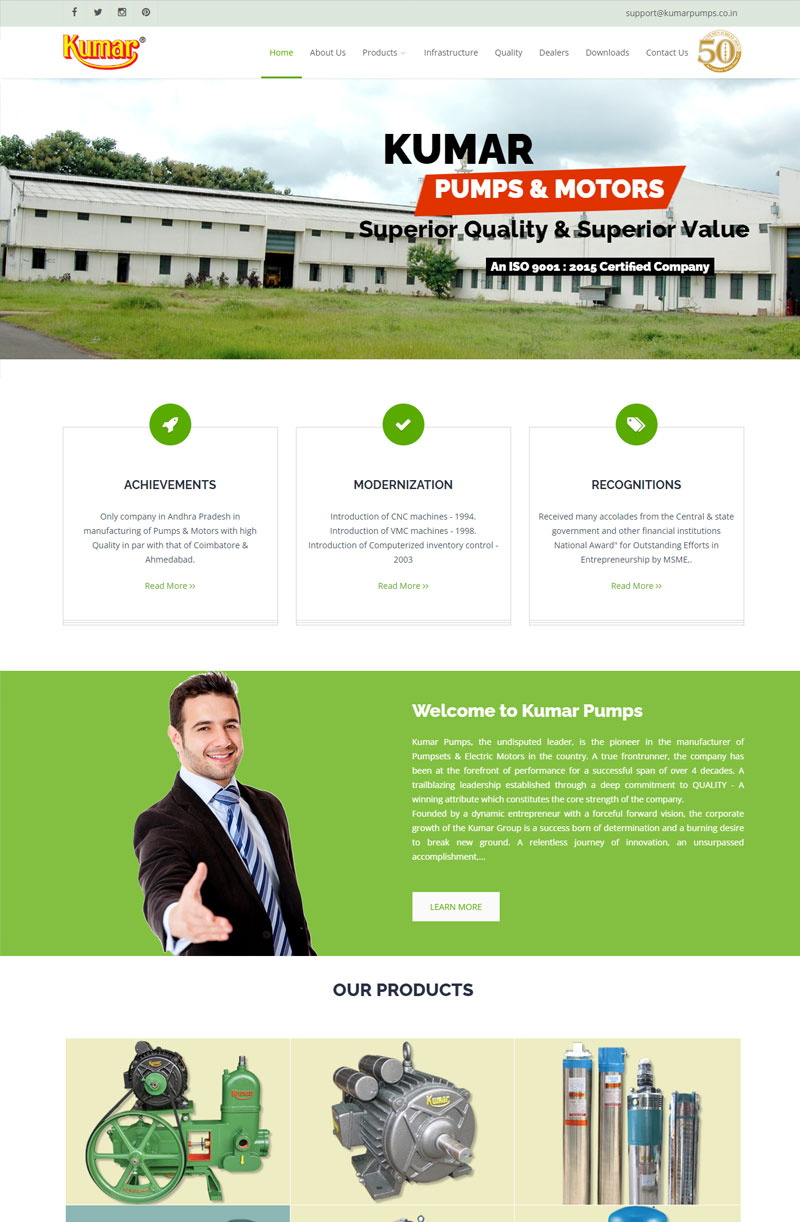 support@kumarpumps.co.in
Kumar®
Home About Us Products Infrastructure Quality Dealers Downloads Contact Us
50
KUMAR
PUMPS & MOTORS
Superior Quality & Superior Value
An ISO 9001 : 2015 Certified Company
ACHIEVEMENTS
Only company in Andhra Pradesh in
manufacturing of Pumps & Motors with high
Quality in par with that of Coimbatore &
Ahmedabad.
Read More »
MODERNIZATION
Introduction of CNC machines - 1994.
Introduction of VMC machines - 1998.
Introduction of Computerized inventory control -
2003
Read More »
RECOGNITIONS
Received many accolades from the Central & state
government and other financial institutions
National Award" for Outstanding Efforts in
Entrepreneurship by MSME,.
Read More »
Welcome to Kumar Pumps
Kumar Pumps, the undisputed leader, is the pioneer in the manufacturer of
Pumpsets & Electric Motors in the country. A true frontrunner, the company has
been at the forefront of performance for a successful span of over 4 decades. A
trailblazing leadership established through a deep commitment to QUALITY - A
winning attribute which constitutes the core strength of the company.
Founded by a dynamic entrepreneur with a forceful forward vision, the corporate
growth of the Kumar Group is a success born of determination and a burning desire
to break new ground. A relentless journey of innovation, an unsurpassed
accomplishment,...
LEARN MORE
OUR PRODUCTS
Kumar
Kumar